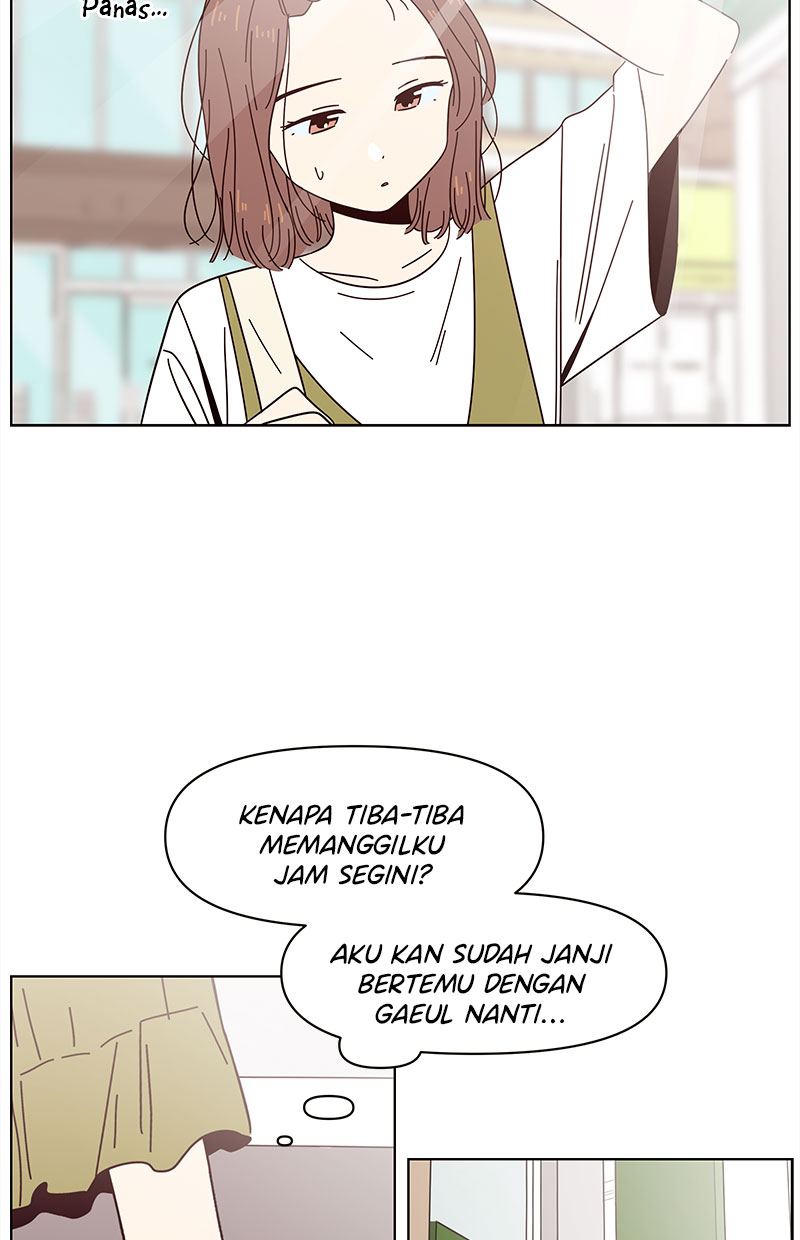 Panas...
KENAPA TIBA-TIBA
MEMANGGILKU
JAM SEGINI?
AKU KAN SUDAH JANJI
BERTEMU DENGAN
GAEUL NANTI...